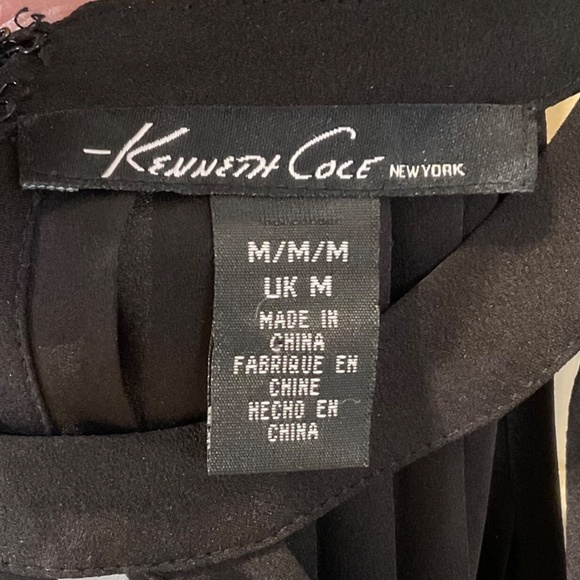 -KENNETH COLE NEW YORK
M/M/M
UK M
MADE IN
CHINA
FABRIQUE EN
CHINE
HECHO EN
CHINA